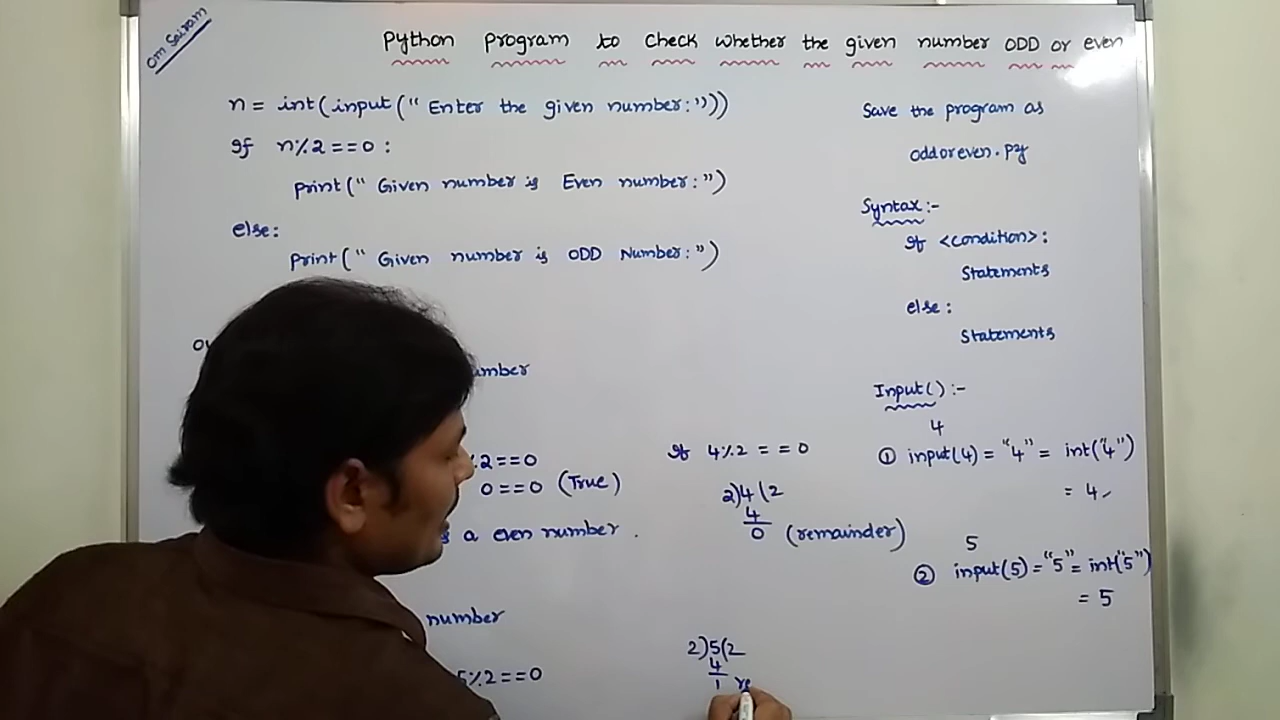 Om Sairam
Python program to check whether the given number ODD or even
n = int(input("Enter the given number:"))
If n%2==0:
print(" Given number is Even number:")
else:
print(" Given number is ODD Number:")
Save the program as
oddoreven.py
Syntax:-
If <condition>:
Statements
else:
Statements
number
%2==0
0==0 (True)
a even number.
number
5%2==0
If 4%2 = = 0
2)4(2
4
0 (remainder)
2)5(2
4
1 re
Input():-
4
① input(4) = "4" = int("4")
= 4
5
② input(5) = "5" = int("5")
= 5